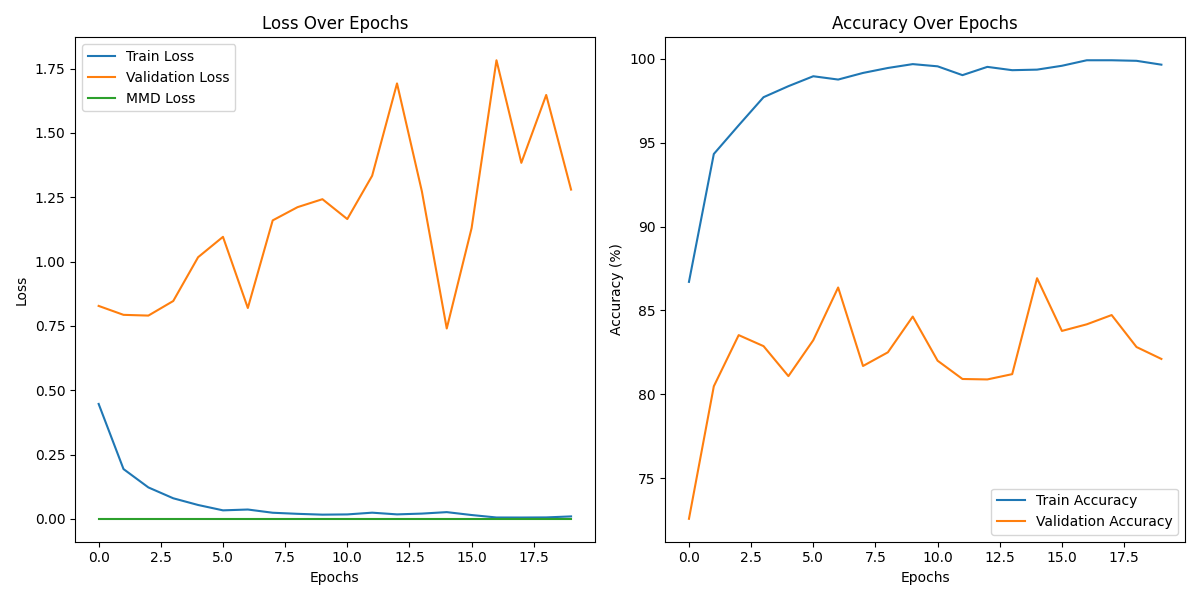 Loss Over Epochs
Train Loss
Validation Loss
MMD Loss
1.75
1.50
1.25
1.00
0.75
0.50
0.25
0.00
Loss
0.0 2.5 5.0 7.5 10.0 12.5 15.0 17.5
Epochs
Accuracy Over Epochs
100
95
90
85
80
75
Accuracy (%)
Train Accuracy
Validation Accuracy
0.0 2.5 5.0 7.5 10.0 12.5 15.0 17.5
Epochs